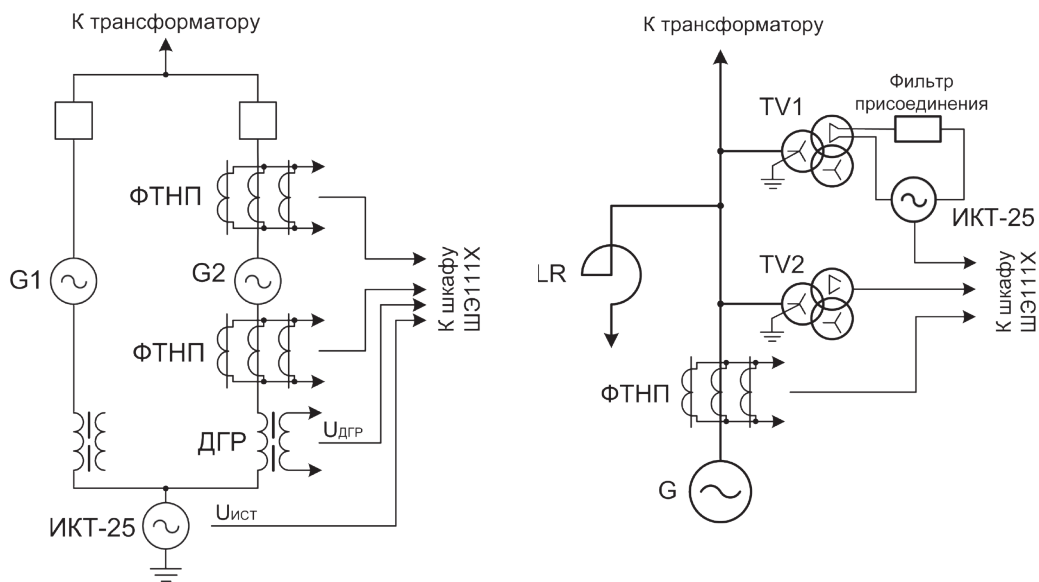 К трансформатору
ФТНП
G1
G2
К шкафу
ШЭ111Х
ФТНП
ДГР
UДГР
ИКТ-25
UИСТ
К трансформатору
Фильтр
присоединения
TV1
ИКТ-25
LR
TV2
К шкафу
ШЭ111Х
ФТНП
G